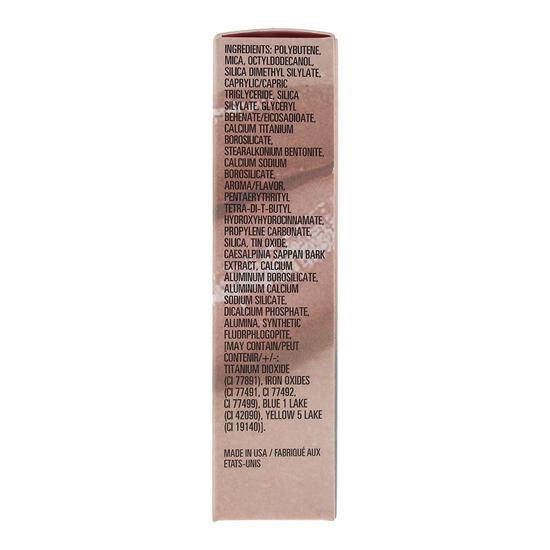 INGREDIENTS: POLYBUTENE,
MICA, OCTYLDODECANOL,
SILICA DIMETHYL SILYLATE,
CAPRYLIC/CAPRIC
TRIGLYCERIDE, SILICA
SILYLATE, GLYCERYL
BEHENATE/EICOSADIOATE,
CALCIUM TITANIUM
BOROSILICATE,
STEARALKONIUM BENTONITE,
CALCIUM SODIUM
BOROSILICATE,
AROMA/FLAVOR,
PENTAERYTHRITYL
TETRA-DI-T-BUTYL
HYDROXYHYDROCINNAMATE,
PROPYLENE CARBONATE,
SILICA, TIN OXIDE,
CAESALPINIA SAPPAN BARK
EXTRACT, CALCIUM
ALUMINUM BOROSILICATE,
ALUMINUM CALCIUM
SODIUM SILICATE,
DICALCIUM PHOSPHATE,
ALUMINA, SYNTHETIC
FLUORPHLOGOPITE,
[MAY CONTAIN/PEUT
CONTENIR/+/-:
TITANIUM DIOXIDE
(CI 77891), IRON OXIDES
(CI 77491, CI 77492,
CI 77499), BLUE 1 LAKE
(CI 42090), YELLOW 5 LAKE
(CI 19140)].
MADE IN USA / FABRIQUÉ AUX
ETATS-UNIS